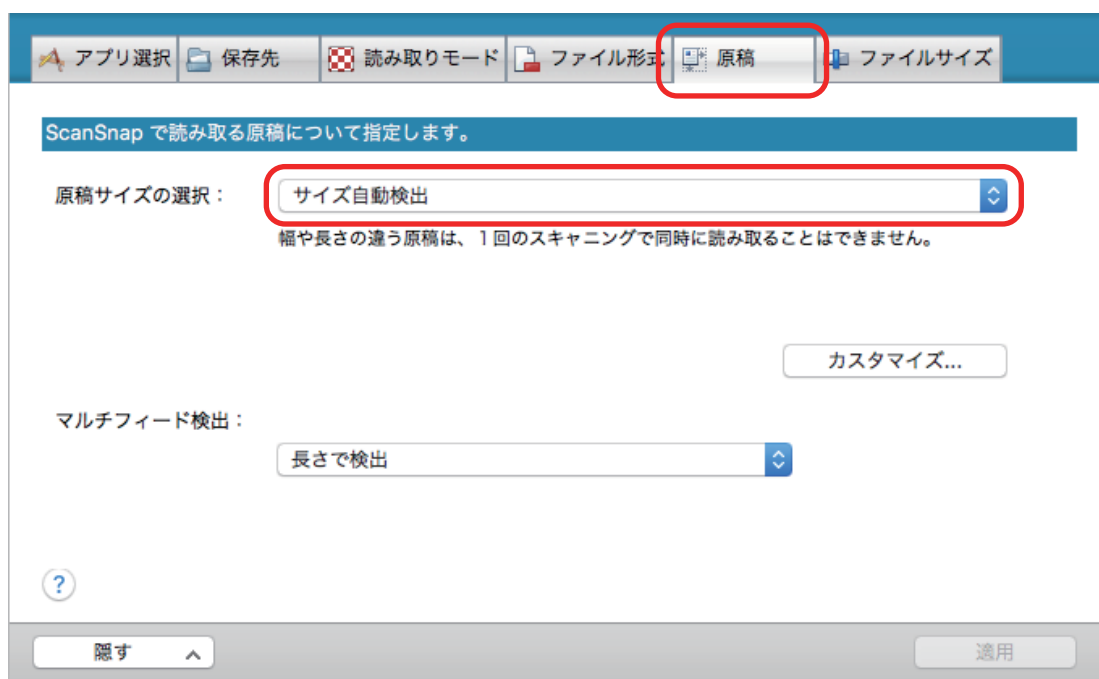 アプリ選択 保存先 読み取りモード ファイル形式 原稿 ファイルサイズ
ScanSnap で読み取る原稿について指定します。
原稿サイズの選択： サイズ自動検出
幅や長さの違う原稿は、1回のスキャニングで同時に読み取ることはできません。
カスタマイズ...
マルチフィード検出：
長さで検出
?
隠す 適用